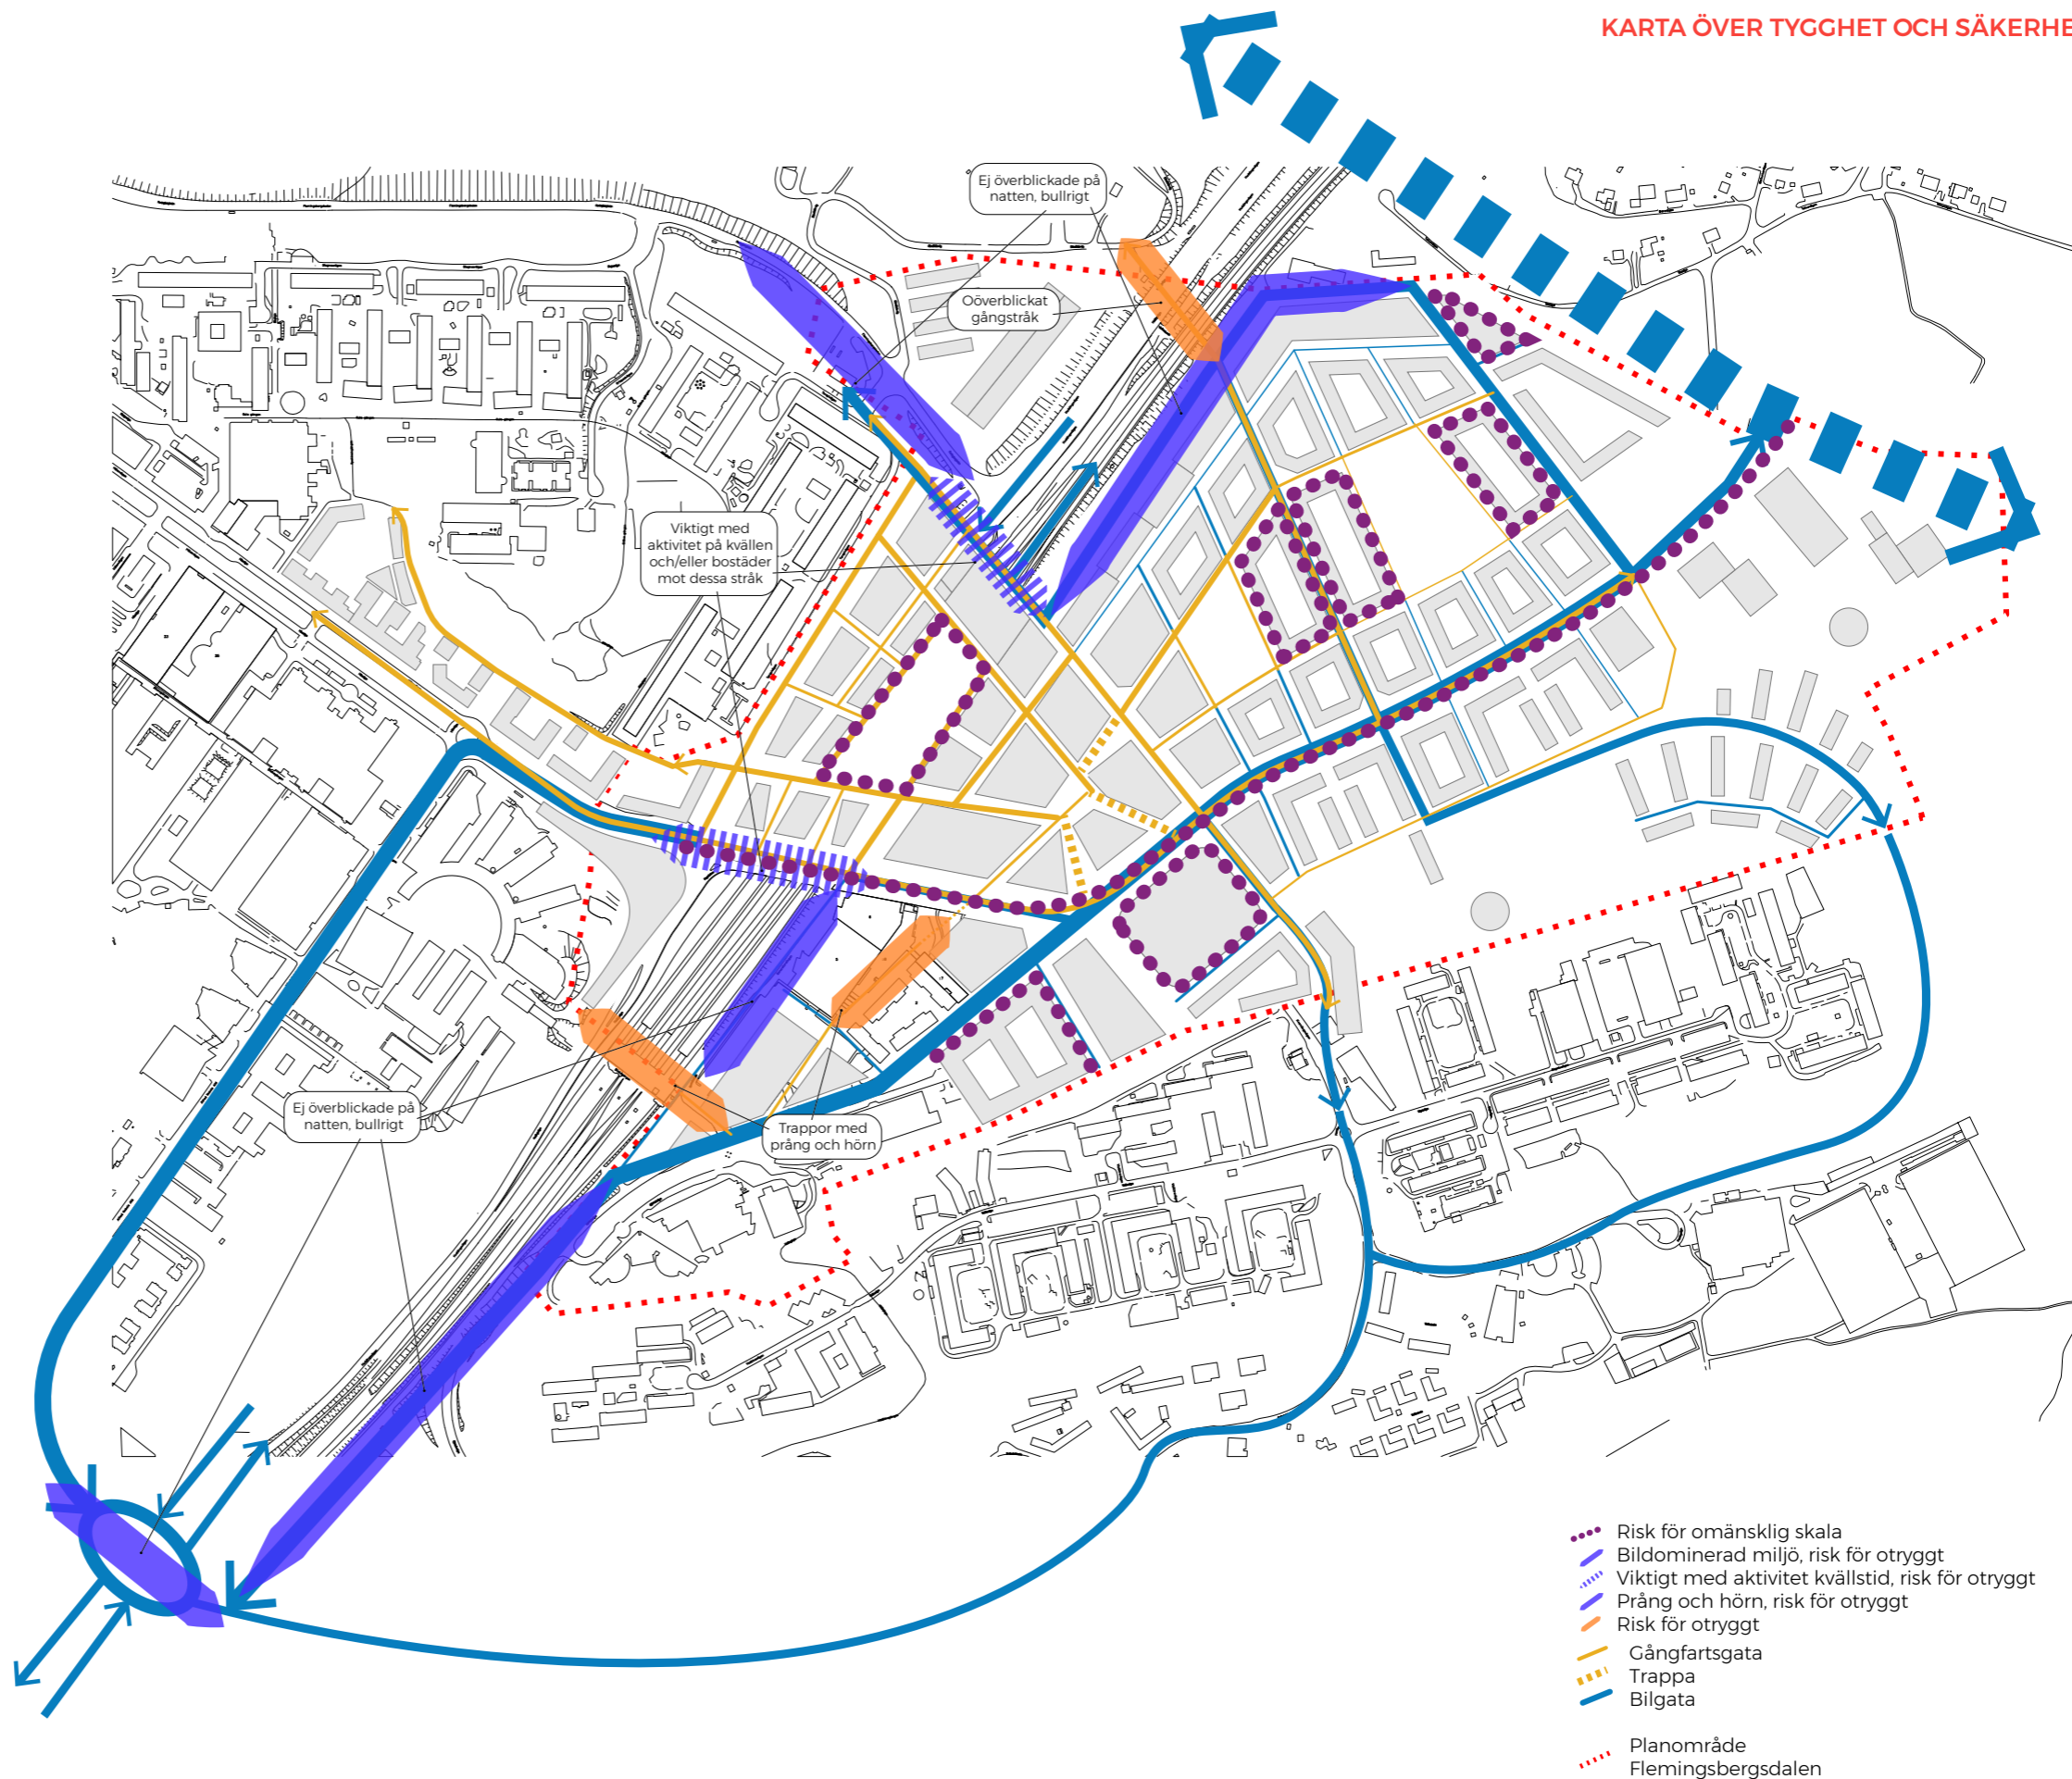 KARTA ÖVER TYGGHET OCH SÄKERHE
Ej överblickade på
natten, bullrigt
Oöverblickat
gångstråk
Viktigt med
aktivitet på kvällen
och/eller bostäder
mot dessa stråk
Ej överblickade på
natten, bullrigt
Trappor med
prång och hörn
Risk för omänsklig skala
Bildominerad miljö, risk för otryggt
Viktigt med aktivitet kvällstid, risk för otryggt
Prång och hörn, risk för otryggt
Risk för otryggt
Gångfartsgata
Trappa
Bilgata
Planområde
Flemingsbergsdalen